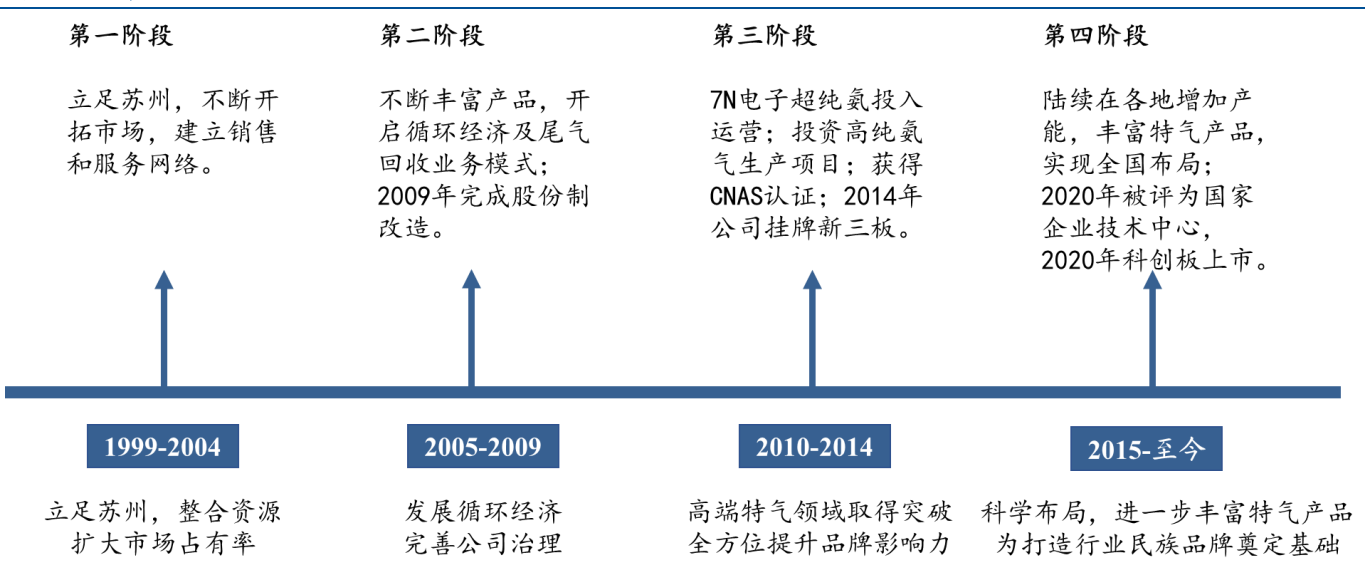 第一阶段
立足苏州，不断开
拓市场，建立销售
和服务网络。
第二阶段
不断丰富产品，开
启循环经济及尾气
回收业务模式；
2009年完成股份制
改造。
第三阶段
7N电子超纯氨投入
运营；投资高纯氨
气生产项目；获得
CNAS认证；2014年
公司挂牌新三板。
第四阶段
陆续在各地增加产
能，丰富特气产品，
实现全国布局；
2020年被评为国家
企业技术中心，
2020年科创板上市。
1999-2004
立足苏州，整合资源
扩大市场占有率
2005-2009
发展循环经济
完善公司治理
2010-2014
高端特气领域取得突破
全方位提升品牌影响力
2015-至今
科学布局，进一步丰富特气产品
为打造行业民族品牌奠定基础